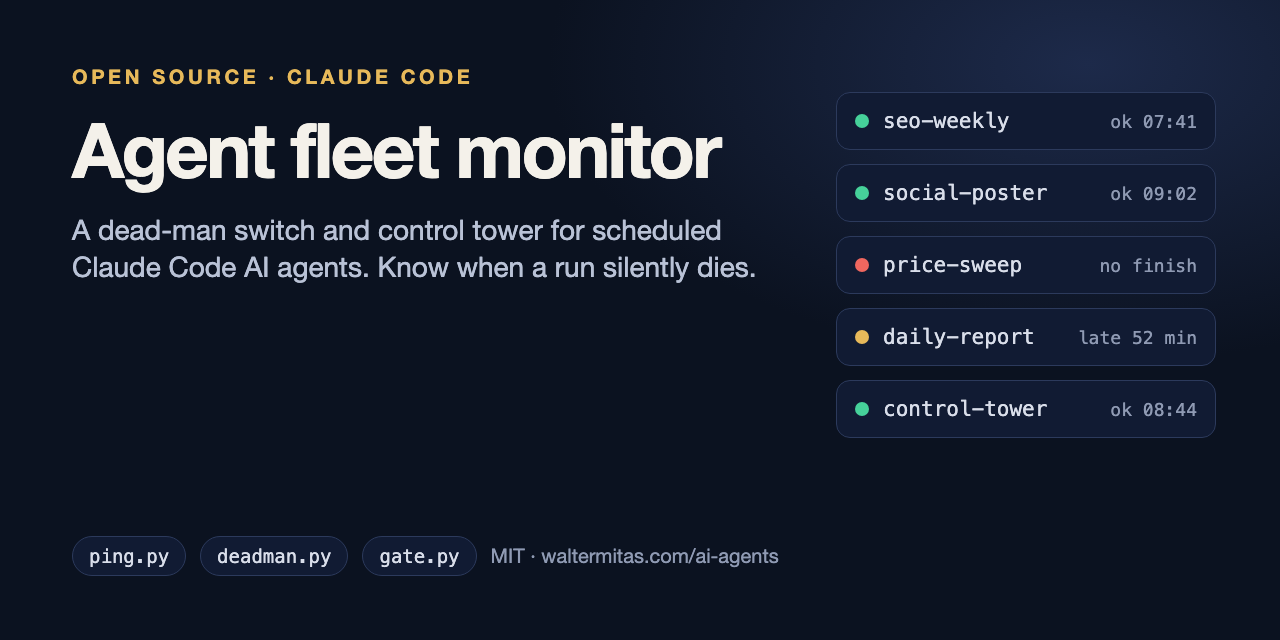 OPEN SOURCE · CLAUDE CODE
Agent fleet monitor
A dead-man switch and control tower for scheduled
Claude Code AI agents. Know when a run silently dies.
seo-weekly ok 07:41
social-poster ok 09:02
price-sweep no finish
daily-report late 52 min
control-tower ok 08:44
ping.py deadman.py gate.py MIT · waltermitas.com/ai-agents